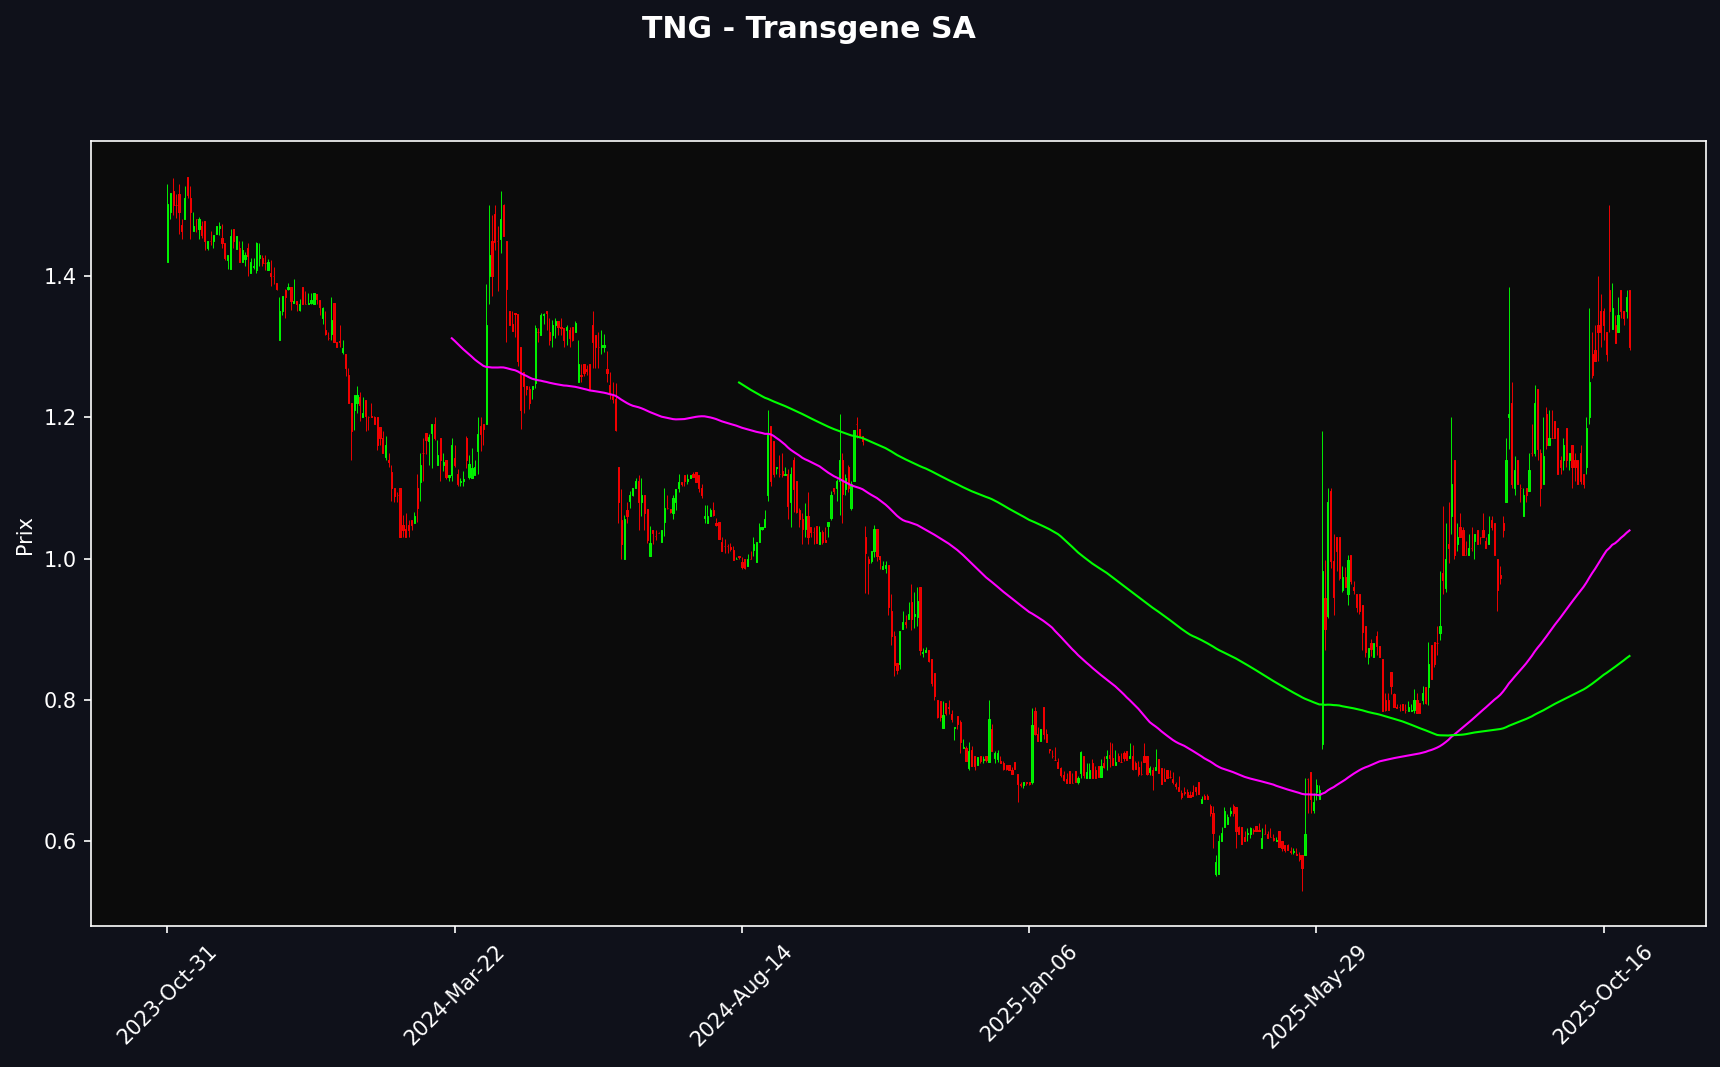 TNG - Transgene SA
Prix
1.4
1.2
1.0
0.8
0.6
2023-Oct-31
2024-Mar-22
2024-Aug-14
2025-Jan-06
2025-May-29
2025-Oct-16